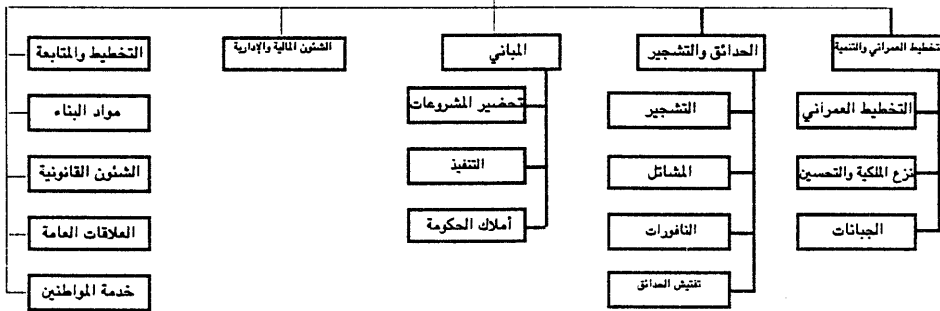 التخطيط العمراني والتنمية
التخطيط العمراني
نزع الملكية والتحسين
الجبانات
الحدائق والتشجير
التشجير
المشاتل
النافورات
تفتيش الحدائق
المباني
تحضير المشروعات
التنفيذ
أملاك الحكومة
الشئون المالية والإدارية
التخطيط والمتابعة
مواد البناء
الشئون القانونية
العلاقات العامة
خدمة المواطنين